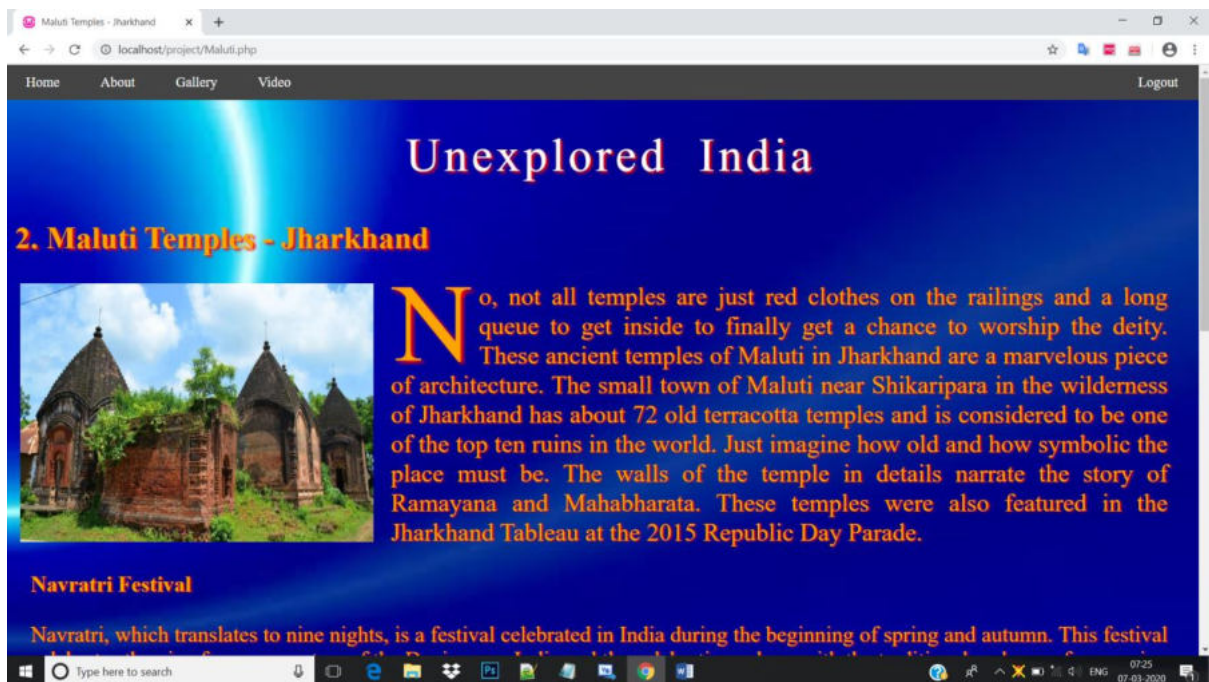 Maluti Temples - Jharkhand
localhost/project/Maluti.php
Home About Gallery Video Logout
Unexplored India
2. Maluti Temples - Jharkhand
No, not all temples are just red clothes on the railings and a long
queue to get inside to finally get a chance to worship the deity.
These ancient temples of Maluti in Jharkhand are a marvelous piece
of architecture. The small town of Maluti near Shikaripara in the wilderness
of Jharkhand has about 72 old terracotta temples and is considered to be one
of the top ten ruins in the world. Just imagine how old and how symbolic the
place must be. The walls of the temple in details narrate the story of
Ramayana and Mahabharata. These temples were also featured in the
Jharkhand Tableau at the 2015 Republic Day Parade.
Navratri Festival
Navratri, which translates to nine nights, is a festival celebrated in India during the beginning of spring and autumn. This festival
Type here to search
Ps
ENG
07:25
07-03-2020